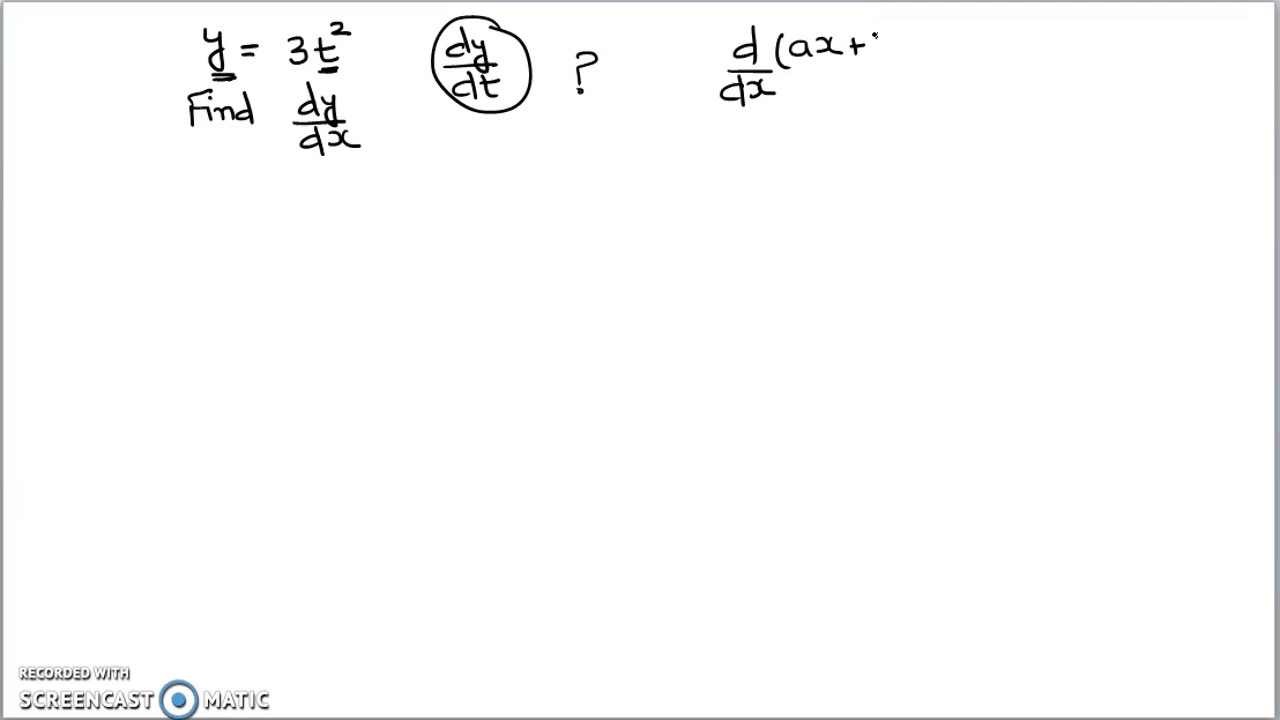 y = 3t² dy/dt ? d/dx (ax+
Find dy/dx
RECORDED WITH
SCREENCAST MATIC